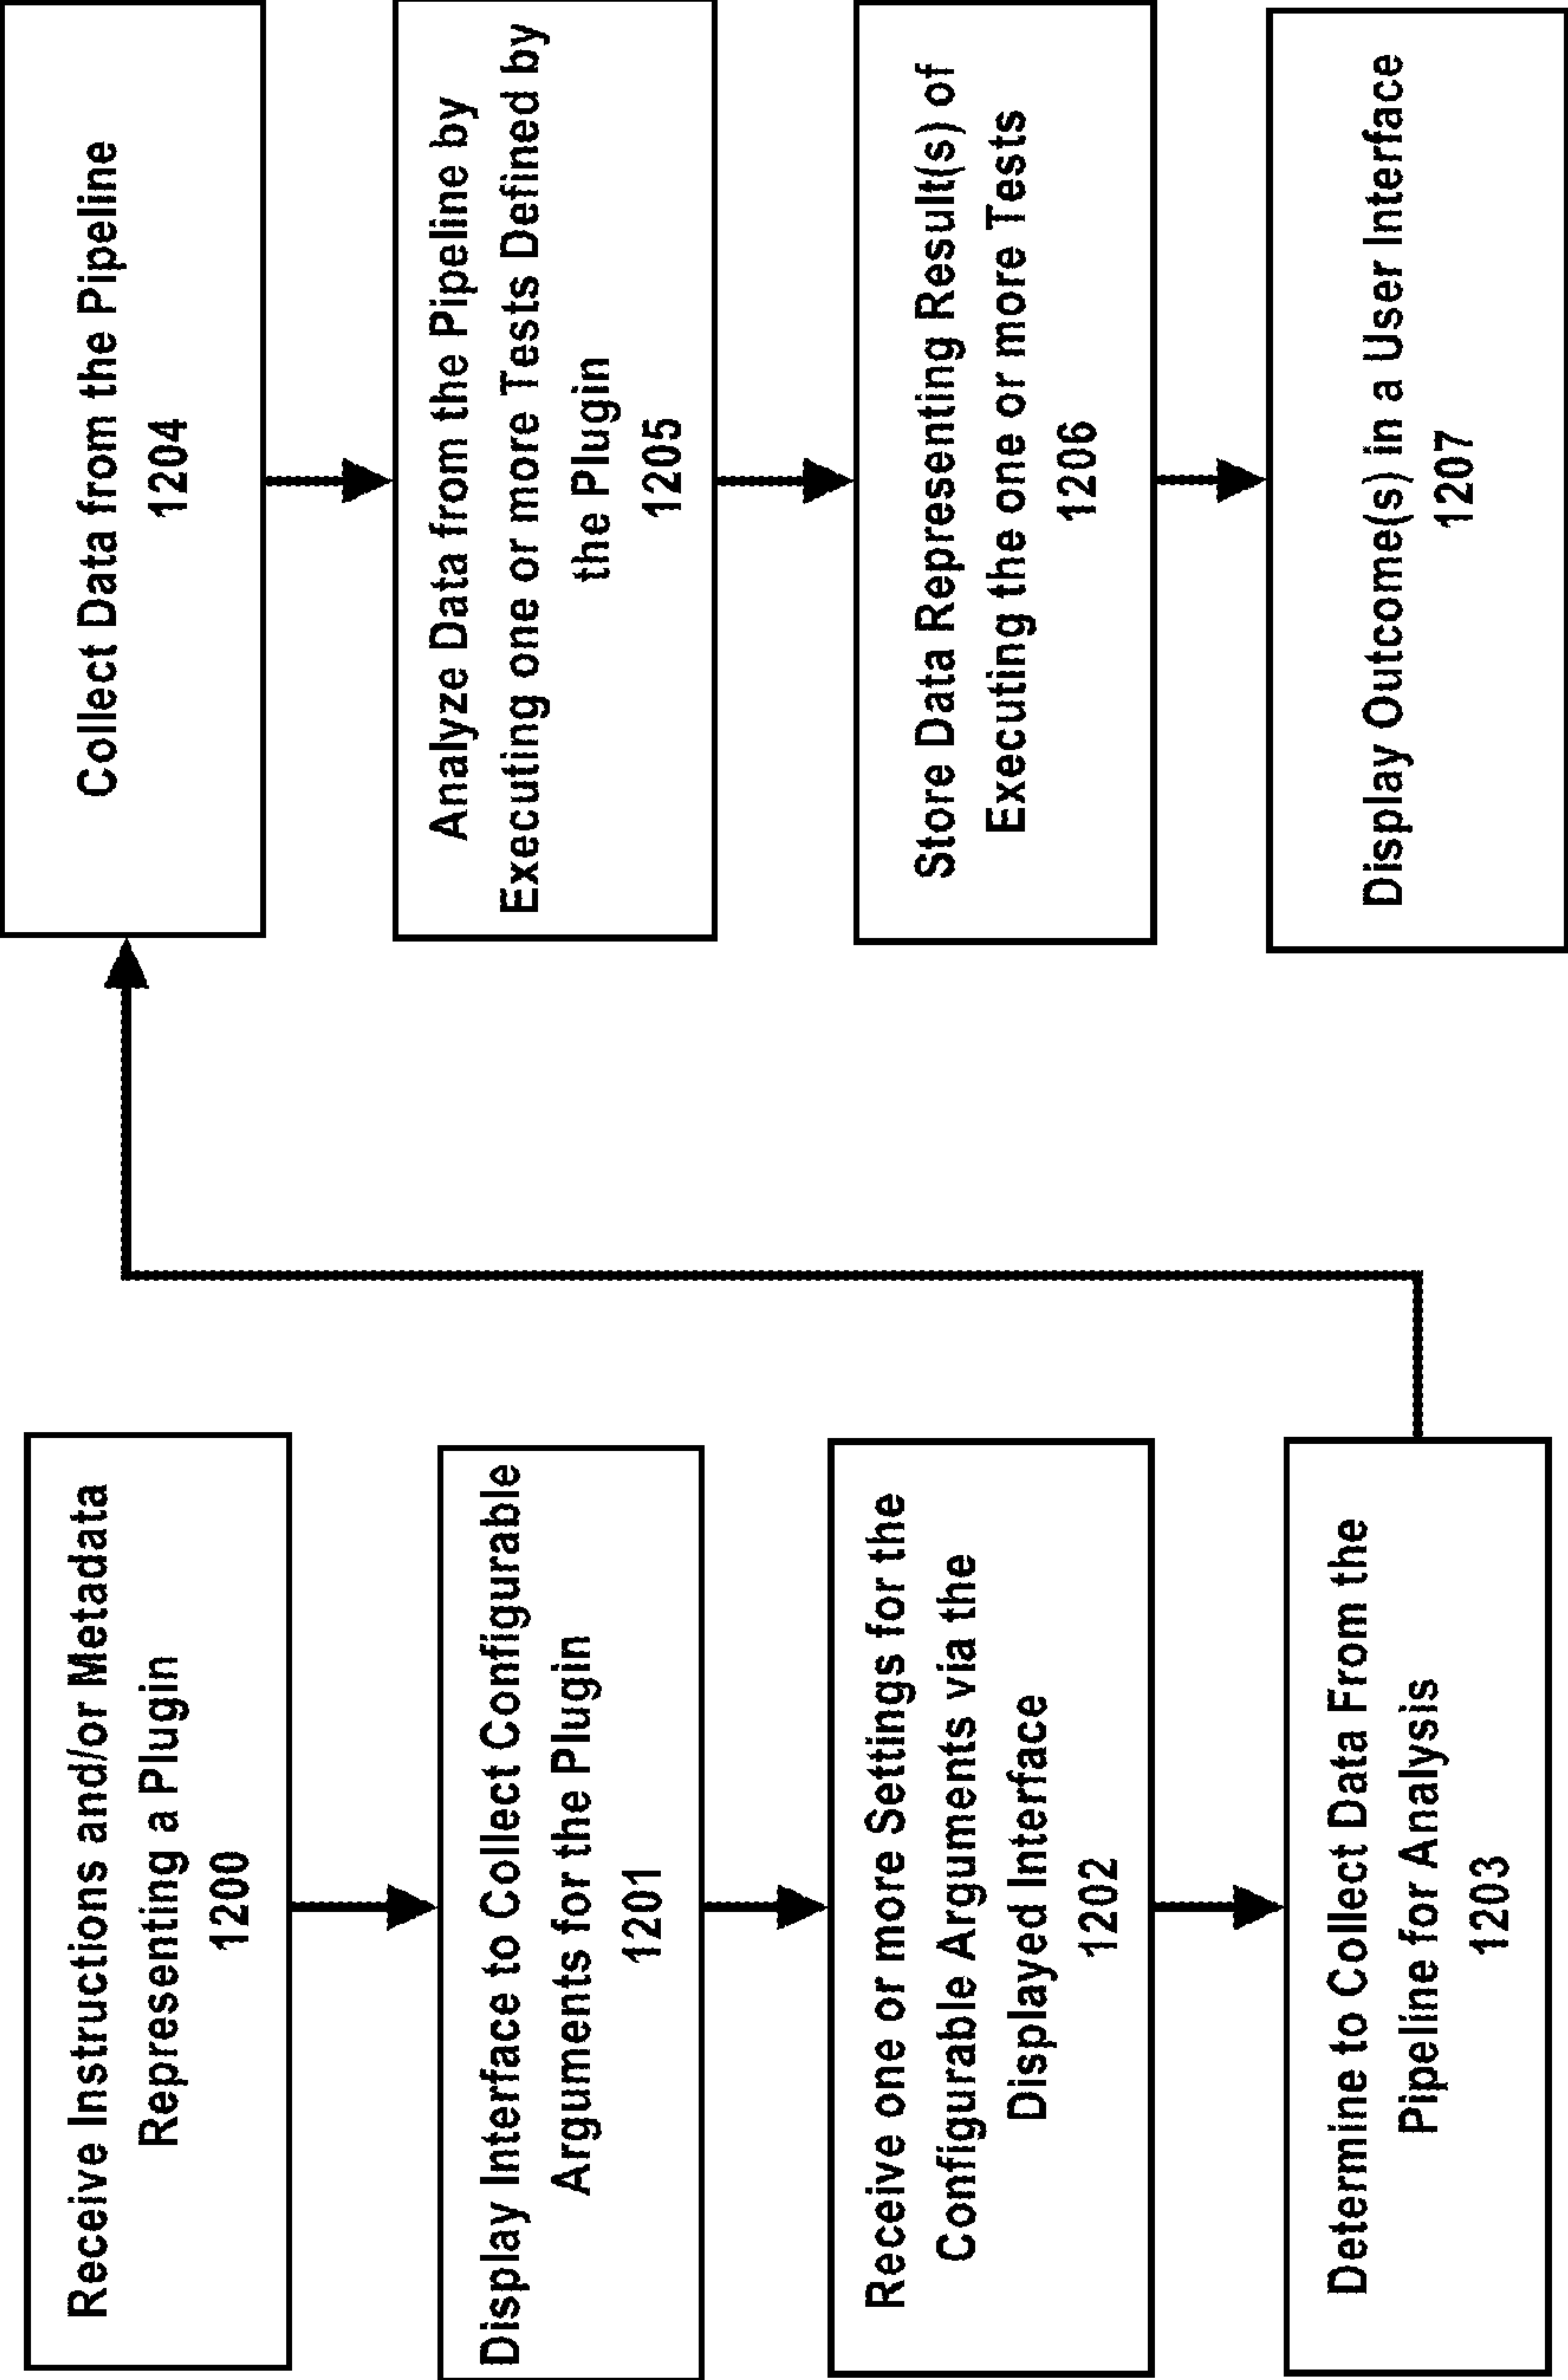 Receive Instructions and/or Metadata
Representing a Plugin
1200
Display Interface to Collect Configurable
Arguments for the Plugin
1201
Receive one or more Settings for the
Configurable Arguments via the
Displayed Interface
1202
Determine to Collect Data From the
Pipeline for Analysis
1203
Collect Data from the Pipeline
1204
Analyze Data from the Pipeline by
Executing one or more Tests Defined by
the Plugin
1205
Store Data Representing Result(s) of
Executing the one or more Tests
1206
Display Outcome(s) in a User Interface
1207